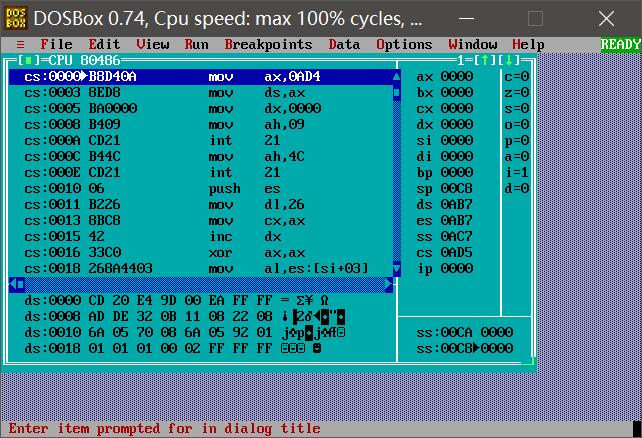 DOSBox 0.74, Cpu speed: max 100% cycles, ...
≡ File Edit View Run Breakpoints Data Options Window Help READY
[■]=CPU 80486 1=[↑][↓]
cs:0000►B8D40A mov ax,0AD4 ax 0000 c=0
cs:0003 8ED8 mov ds,ax bx 0000 z=0
cs:0005 BA0000 mov dx,0000 cx 0000 s=0
cs:0008 B409 mov ah,09 dx 0000 o=0
cs:000A CD21 int 21 si 0000 p=0
cs:000C B44C mov ah,4C di 0000 a=0
cs:000E CD21 int 21 bp 0000 i=1
cs:0010 06 push es sp 00C8 d=0
cs:0011 B226 mov dl,26 ds 0AB7
cs:0013 8BC8 mov cx,ax es 0AB7
cs:0015 42 inc dx ss 0AC7
cs:0016 33C0 xor ax,ax cs 0AD5
cs:0018 268A4403 mov al,es:[si+03] ip 0000
ds:0000 CD 20 E4 9D 00 EA FF FF = Σ¥ Ω
ds:0008 AD DE 32 0B 11 08 22 08
ds:0010 6A 05 70 08 6A 05 92 01 j♣p◘j♣Æ☺ ss:00CA 0000
ds:0018 01 01 01 00 02 FF FF FF ☺☺☺ ☻ ss:00C8►0000
Enter item prompted for in dialog title